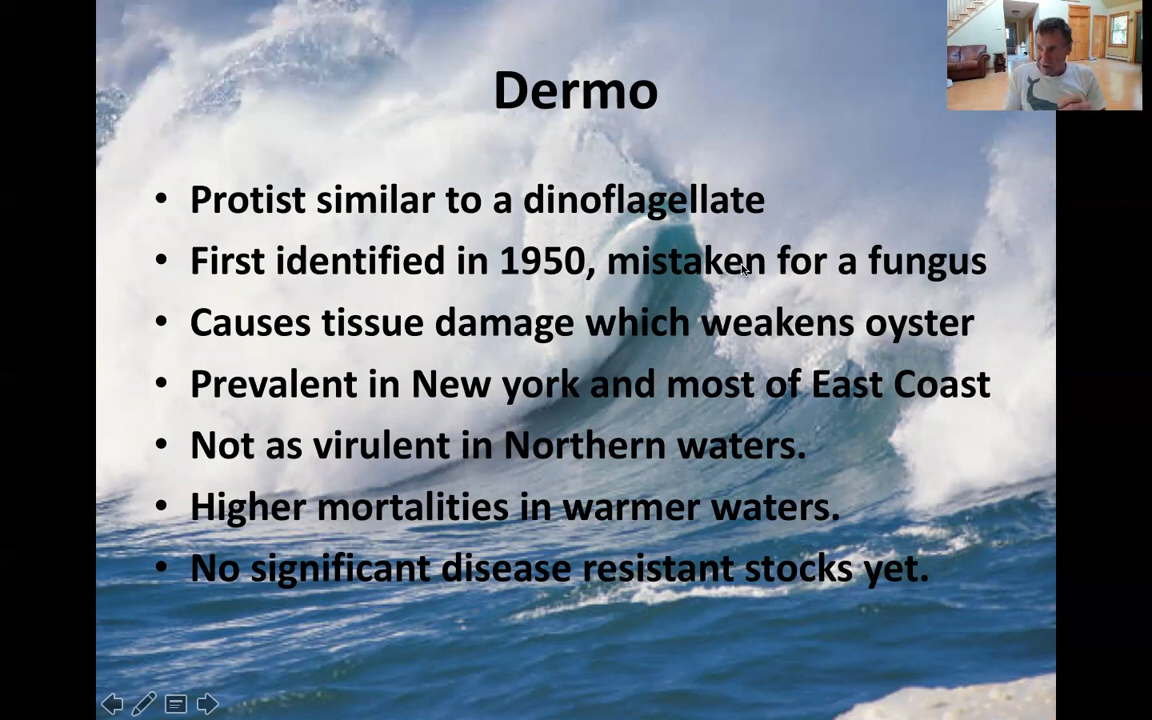 Dermo
• Protist similar to a dinoflagellate
• First identified in 1950, mistaken for a fungus
• Causes tissue damage which weakens oyster
• Prevalent in New york and most of East Coast
• Not as virulent in Northern waters.
• Higher mortalities in warmer waters.
• No significant disease resistant stocks yet.